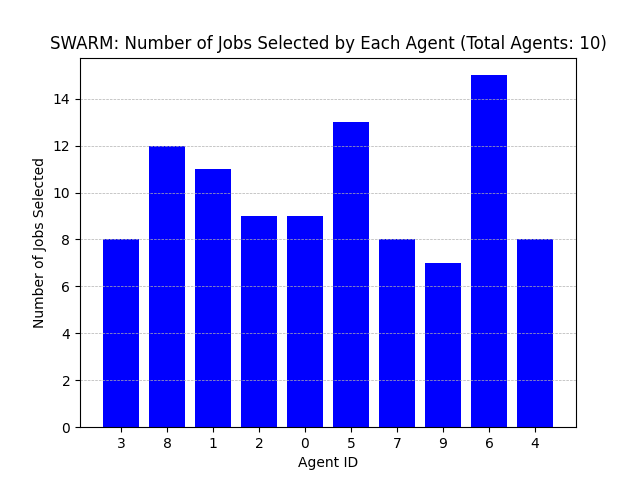 SWARM: Number of Jobs Selected by Each Agent (Total Agents: 10)
Number of Jobs Selected
14
12
10
8
6
4
2
0
3 8 1 2 0 5 7 9 6 4
Agent ID